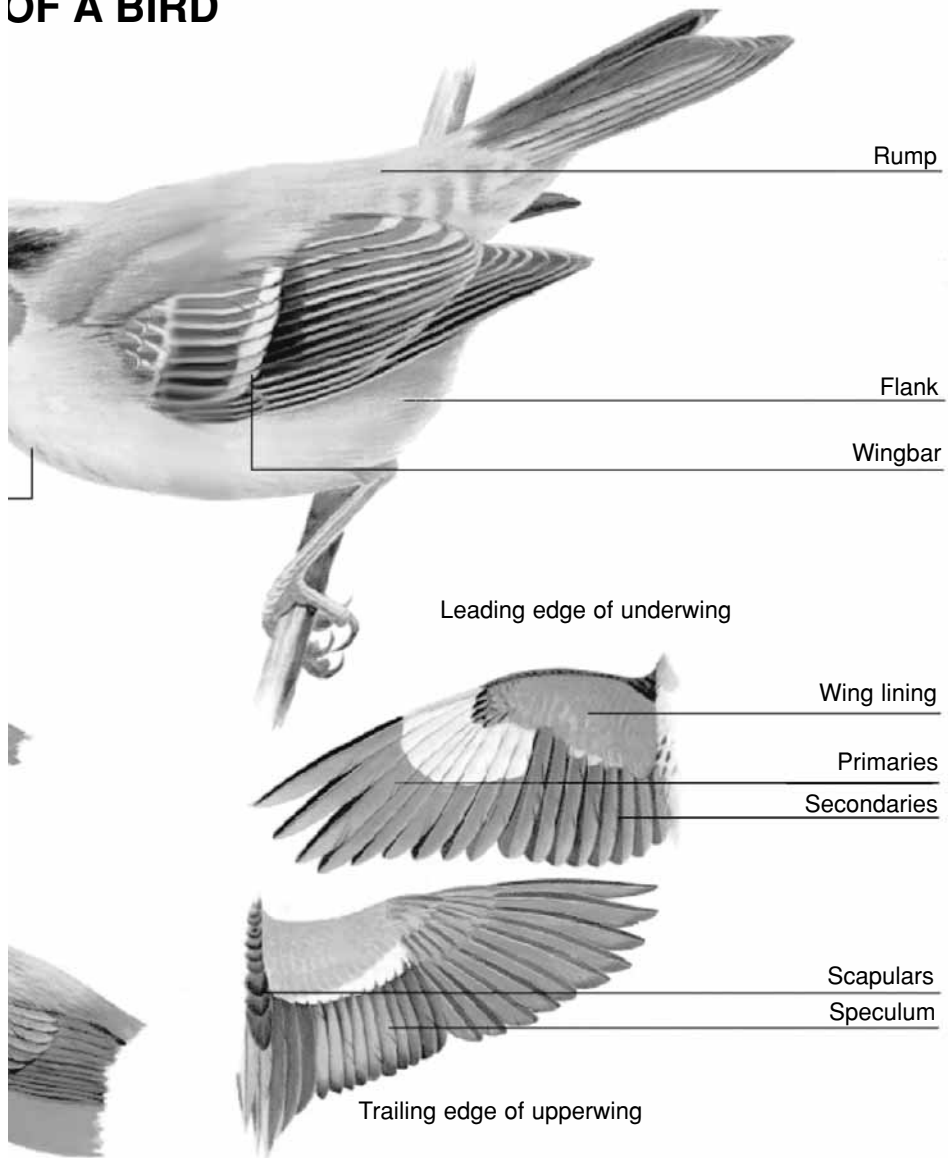 OF A BIRD
Rump
Flank
Wingbar
Leading edge of underwing
Wing lining
Primaries
Secondaries
Scapulars
Speculum
Trailing edge of upperwing